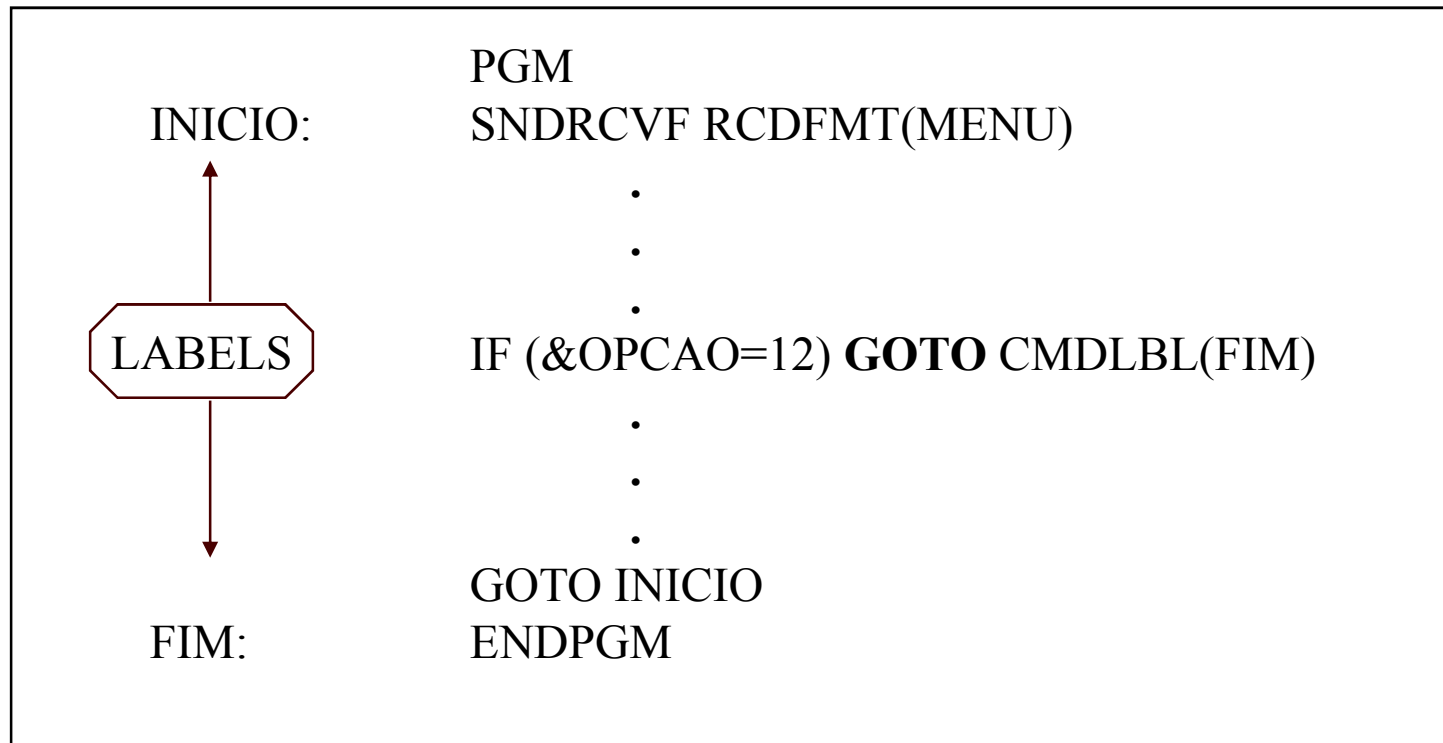 PGM
INICIO: SNDRCVF RCDFMT(MENU)
.
.
.
LABELS IF (&OPCAO=12) GOTO CMDLBL(FIM)
.
.
.
GOTO INICIO
FIM: ENDPGM